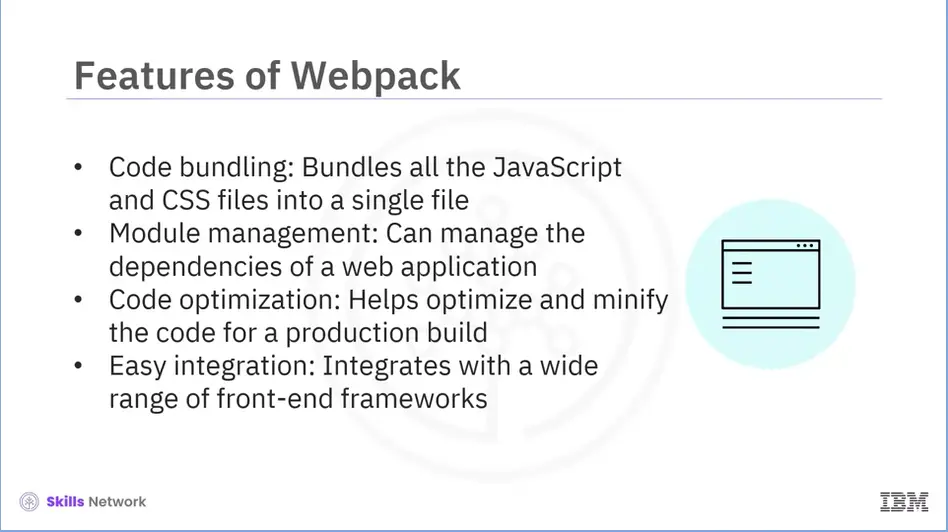 Features of Webpack
• Code bundling: Bundles all the JavaScript
and CSS files into a single file
• Module management: Can manage the
dependencies of a web application
• Code optimization: Helps optimize and minify
the code for a production build
• Easy integration: Integrates with a wide
range of front-end frameworks
Skills Network
IBM